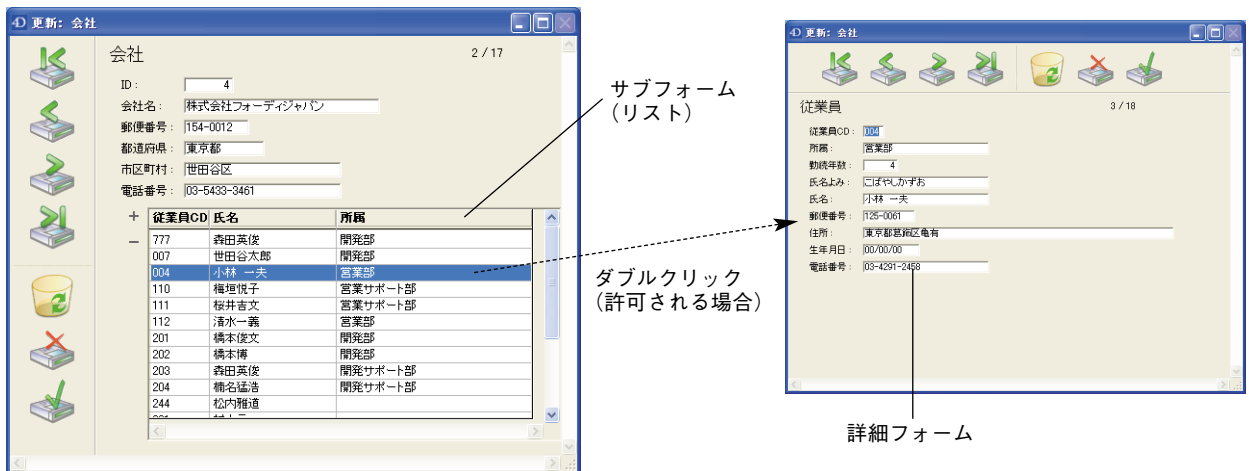 更新: 会社
会社
2 / 17
ID : 4
会社名 : 株式会社フォーディジャパン
郵便番号 : 154-0012
都道府県 : 東京都
市区町村 : 世田谷区
電話番号 : 03-5433-3461
従業員CD 氏名 所属
777 森田英俊 開発部
007 世田谷太郎 開発部
004 小林 一夫 営業部
110 梅垣悦子 営業サポート部
111 桜井吉文 営業サポート部
112 清水一義 営業部
201 橋本俊文 開発部
202 橋本博 開発部
203 森田英俊 開発サポート部
204 楠名猛浩 開発サポート部
244 松内雅道
サブフォーム
（リスト）
ダブルクリック
（許可される場合）
更新: 会社
従業員
3 / 18
従業員CD : 004
所属 : 営業部
勤続年数 : 4
氏名よみ : こばやしかずお
氏名 : 小林 一夫
郵便番号 : 125-0061
住所 : 東京都葛飾区亀有
生年月日 : 00/00/00
電話番号 : 03-4291-2458
詳細フォーム